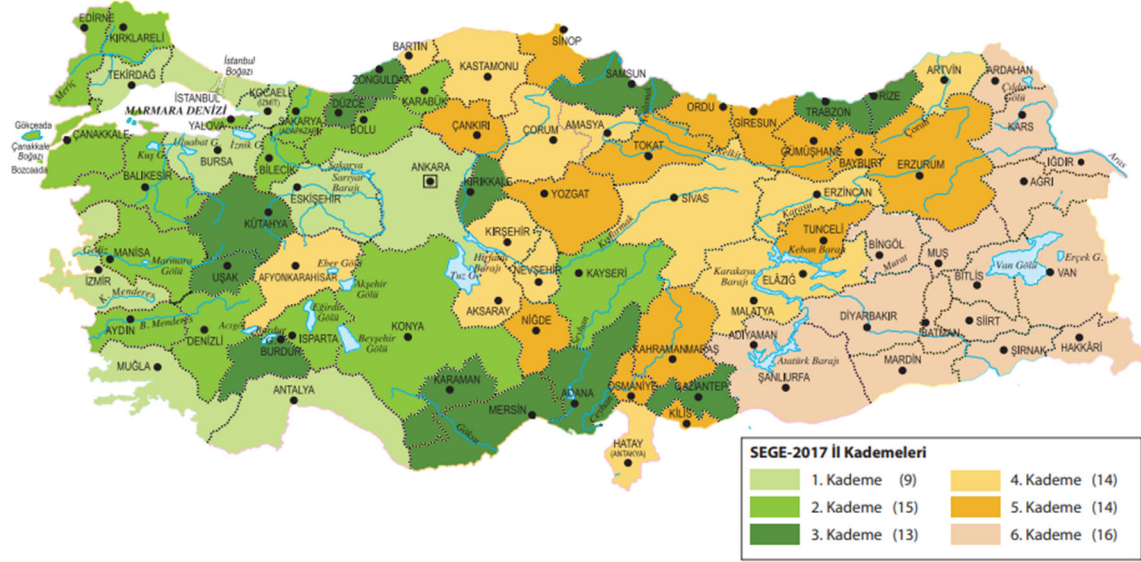 EDİRNE
KIRKLARELİ
TEKİRDAĞ
İstanbul
Boğazı
KOCAELİ
(İZMİT)
İSTANBUL
MARMARA DENİZİ
Meriç
YALOVA
SAKARYA
(ADAPAZARI)
DÜZCE
BOLU
ZONGULDAK
BARTIN
KARABÜK
KASTAMONU
SİNOP
SAMSUN
ÇANKIRI
ÇORUM
AMASYA
TOKAT
ORDU
GİRESUN
TRABZON
RİZE
ARTVİN
ARDAHAN
Çıldır
Gölü
KARS
GÜMÜŞHANE
BAYBURT
Çoruh
ERZURUM
Kelkit
Aras
IĞDIR
AĞRI
Gökçeada
Çanakkale
Boğazı
Bozcaada
ÇANAKKALE
Kuş G.
Uluabat G.
İznik G.
BURSA
BİLECİK
Sakarya
Sarıyar
Barajı
ESKİŞEHİR
ANKARA
KIRIKKALE
YOZGAT
SİVAS
Kızılırmak
ERZİNCAN
Karasu
BALIKESİR
KÜTAHYA
TUNCELİ
Keban Barajı
BİNGÖL
Murat
MUŞ
BİTLİS
Van Gölü
VAN
Erçek G.
MANİSA
Gediz
Marmara
Gölü
UŞAK
AFYONKARAHİSAR
Eber Gölü
Akşehir
Gölü
Tuz G.
Hirfanlı
Barajı
KIRŞEHİR
NEVŞEHİR
KAYSERİ
Karakaya
Barajı
ELÂZIĞ
MALATYA
İZMİR
K. Menderes
AYDIN
B. Menderes
DENİZLİ
Acıgöl
Burdur
G.
BURDUR
ISPARTA
Eğirdir
Gölü
Beyşehir
Gölü
KONYA
AKSARAY
NİĞDE
Seyhan
KAHRAMANMARAŞ
ADIYAMAN
Atatürk Barajı
DİYARBAKIR
BATMAN
SİİRT
ŞIRNAK
HAKKÂRİ
MARDİN
ŞANLIURFA
MUĞLA
ANTALYA
KARAMAN
Göksu
MERSİN
ADANA
Ceyhan
OSMANİYE
GAZİANTEP
KİLİS
HATAY
(ANTAKYA)
SEGE-2017 İl Kademeleri
1. Kademe (9)
2. Kademe (15)
3. Kademe (13)
4. Kademe (14)
5. Kademe (14)
6. Kademe (16)